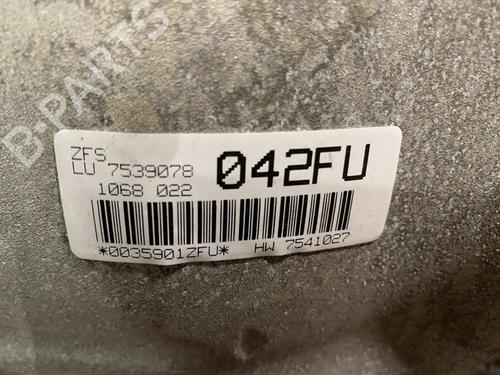 B-PARTS
ZFS
LU 7539078
042FU
1068 022
*0035901ZFU*
HW 7541027